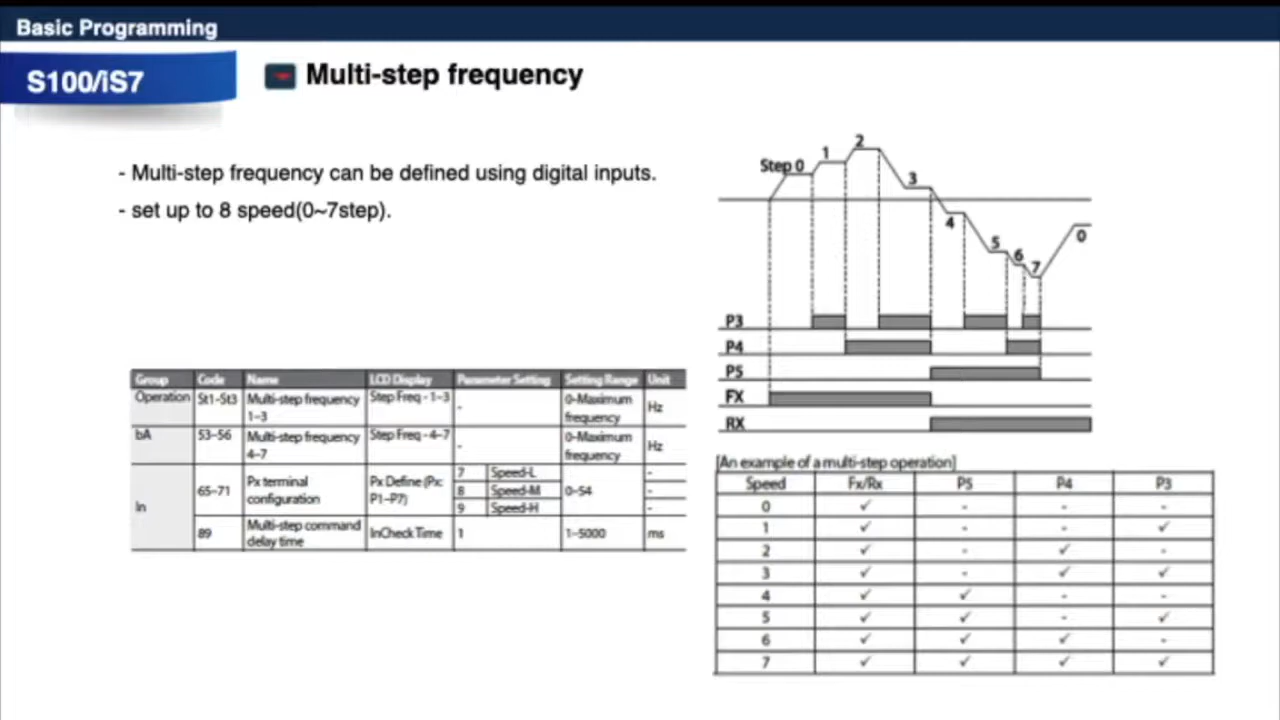 Basic Programming
S100/iS7
Multi-step frequency
- Multi-step frequency can be defined using digital inputs.
- set up to 8 speed(0~7step).
Group Code Name LCD Display Parameter Setting Setting Range Unit
Operation St1-St3 Multi-step frequency 1-3 Step Freq - 1-3 - 0-Maximum frequency Hz
bA 53-56 Multi-step frequency 4-7 Step Freq - 4-7 - 0-Maximum frequency Hz
In 65-71 Px terminal configuration Px Define (Px: P1-P7) 7 Speed-L 0-54 -
8 Speed-M -
9 Speed-H -
89 Multi-step command delay time InCheck Time 1 1-5000 ms
Step 0
1
2
3
4
5
6
7
0
P3
P4
P5
FX
RX
[An example of a multi-step operation]
Speed Fx/Rx P5 P4 P3
0 ✓ - - -
1 ✓ - - ✓
2 ✓ - ✓ -
3 ✓ - ✓ ✓
4 ✓ ✓ - -
5 ✓ ✓ - ✓
6 ✓ ✓ ✓ -
7 ✓ ✓ ✓ ✓